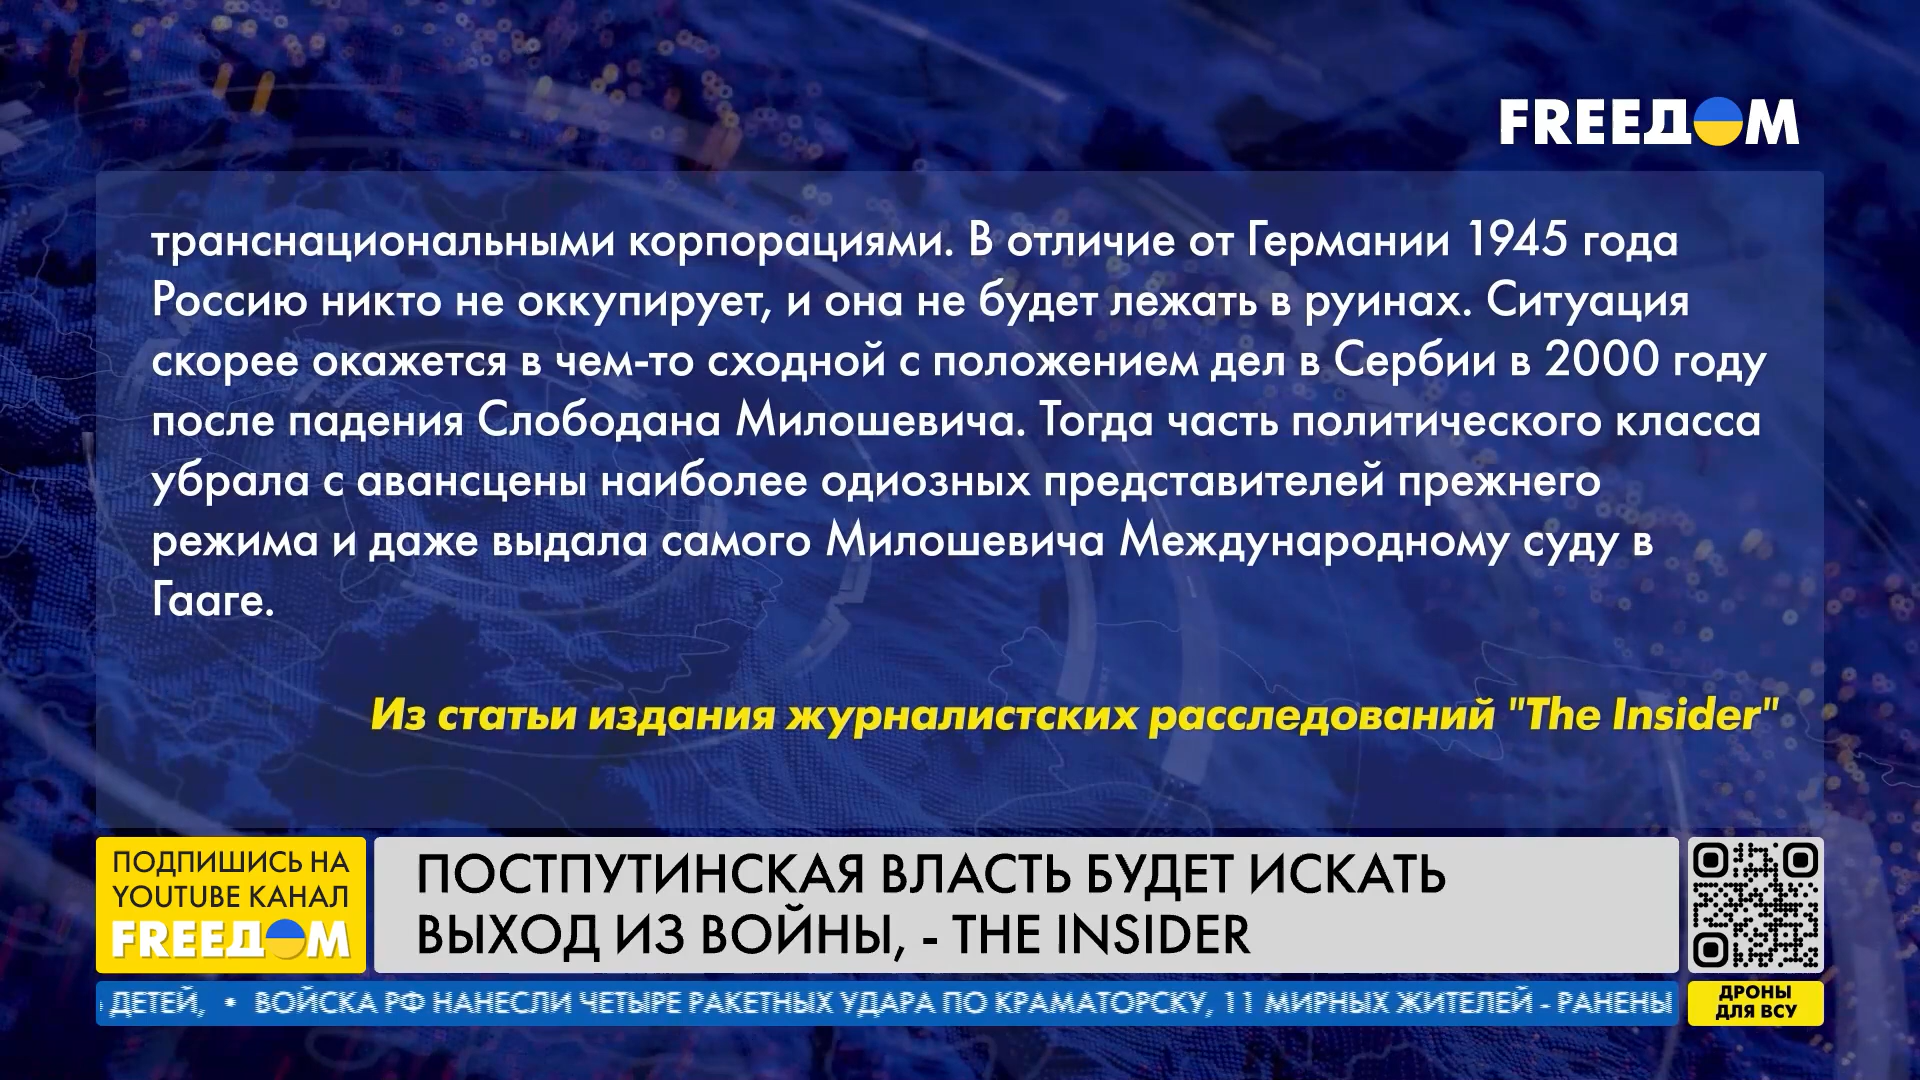 FREEДOM
транснациональными корпорациями. В отличие от Германии 1945 года
Россию никто не оккупирует, и она не будет лежать в руинах. Ситуация
скорее окажется в чем-то сходной с положением дел в Сербии в 2000 году
после падения Слободана Милошевича. Тогда часть политического класса
убрала с авансцены наиболее одиозных представителей прежнего
режима и даже выдала самого Милошевича Международному суду в
Гааге.
Из статьи издания журналистских расследований "The Insider"
ПОДПИШИСЬ НА
YOUTUBE КАНАЛ
FREEДOM
ПОСТПУТИНСКАЯ ВЛАСТЬ БУДЕТ ИСКАТЬ
ВЫХОД ИЗ ВОЙНЫ, - THE INSIDER
ДЕТЕЙ, • ВОЙСКА РФ НАНЕСЛИ ЧЕТЫРЕ РАКЕТНЫХ УДАРА ПО КРАМАТОРСКУ, 11 МИРНЫХ ЖИТЕЛЕЙ - РАНЕНЫ
ДРОНЫ
ДЛЯ ВСУ